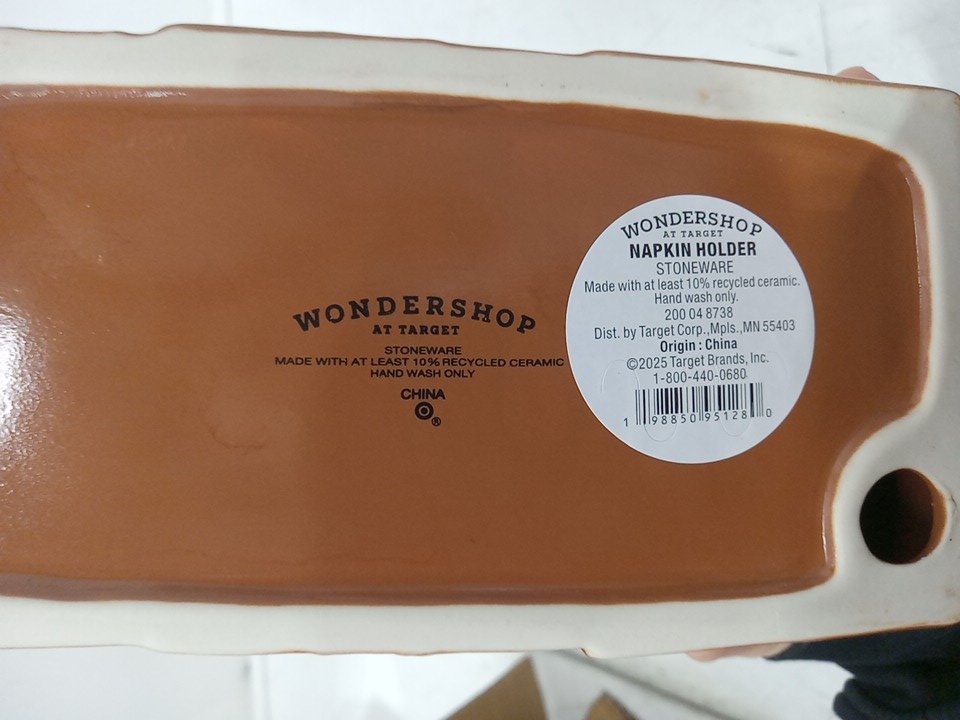 WONDERSHOP
AT TARGET
STONEWARE
MADE WITH AT LEAST 10% RECYCLED CERAMIC
HAND WASH ONLY
CHINA
®
WONDERSHOP
AT TARGET
NAPKIN HOLDER
STONEWARE
Made with at least 10% recycled ceramic.
Hand wash only.
200 04 8738
Dist. by Target Corp.,Mpls.,MN 55403
Origin : China
©2025 Target Brands, Inc.
1-800-440-0680
1 98850 95128 0